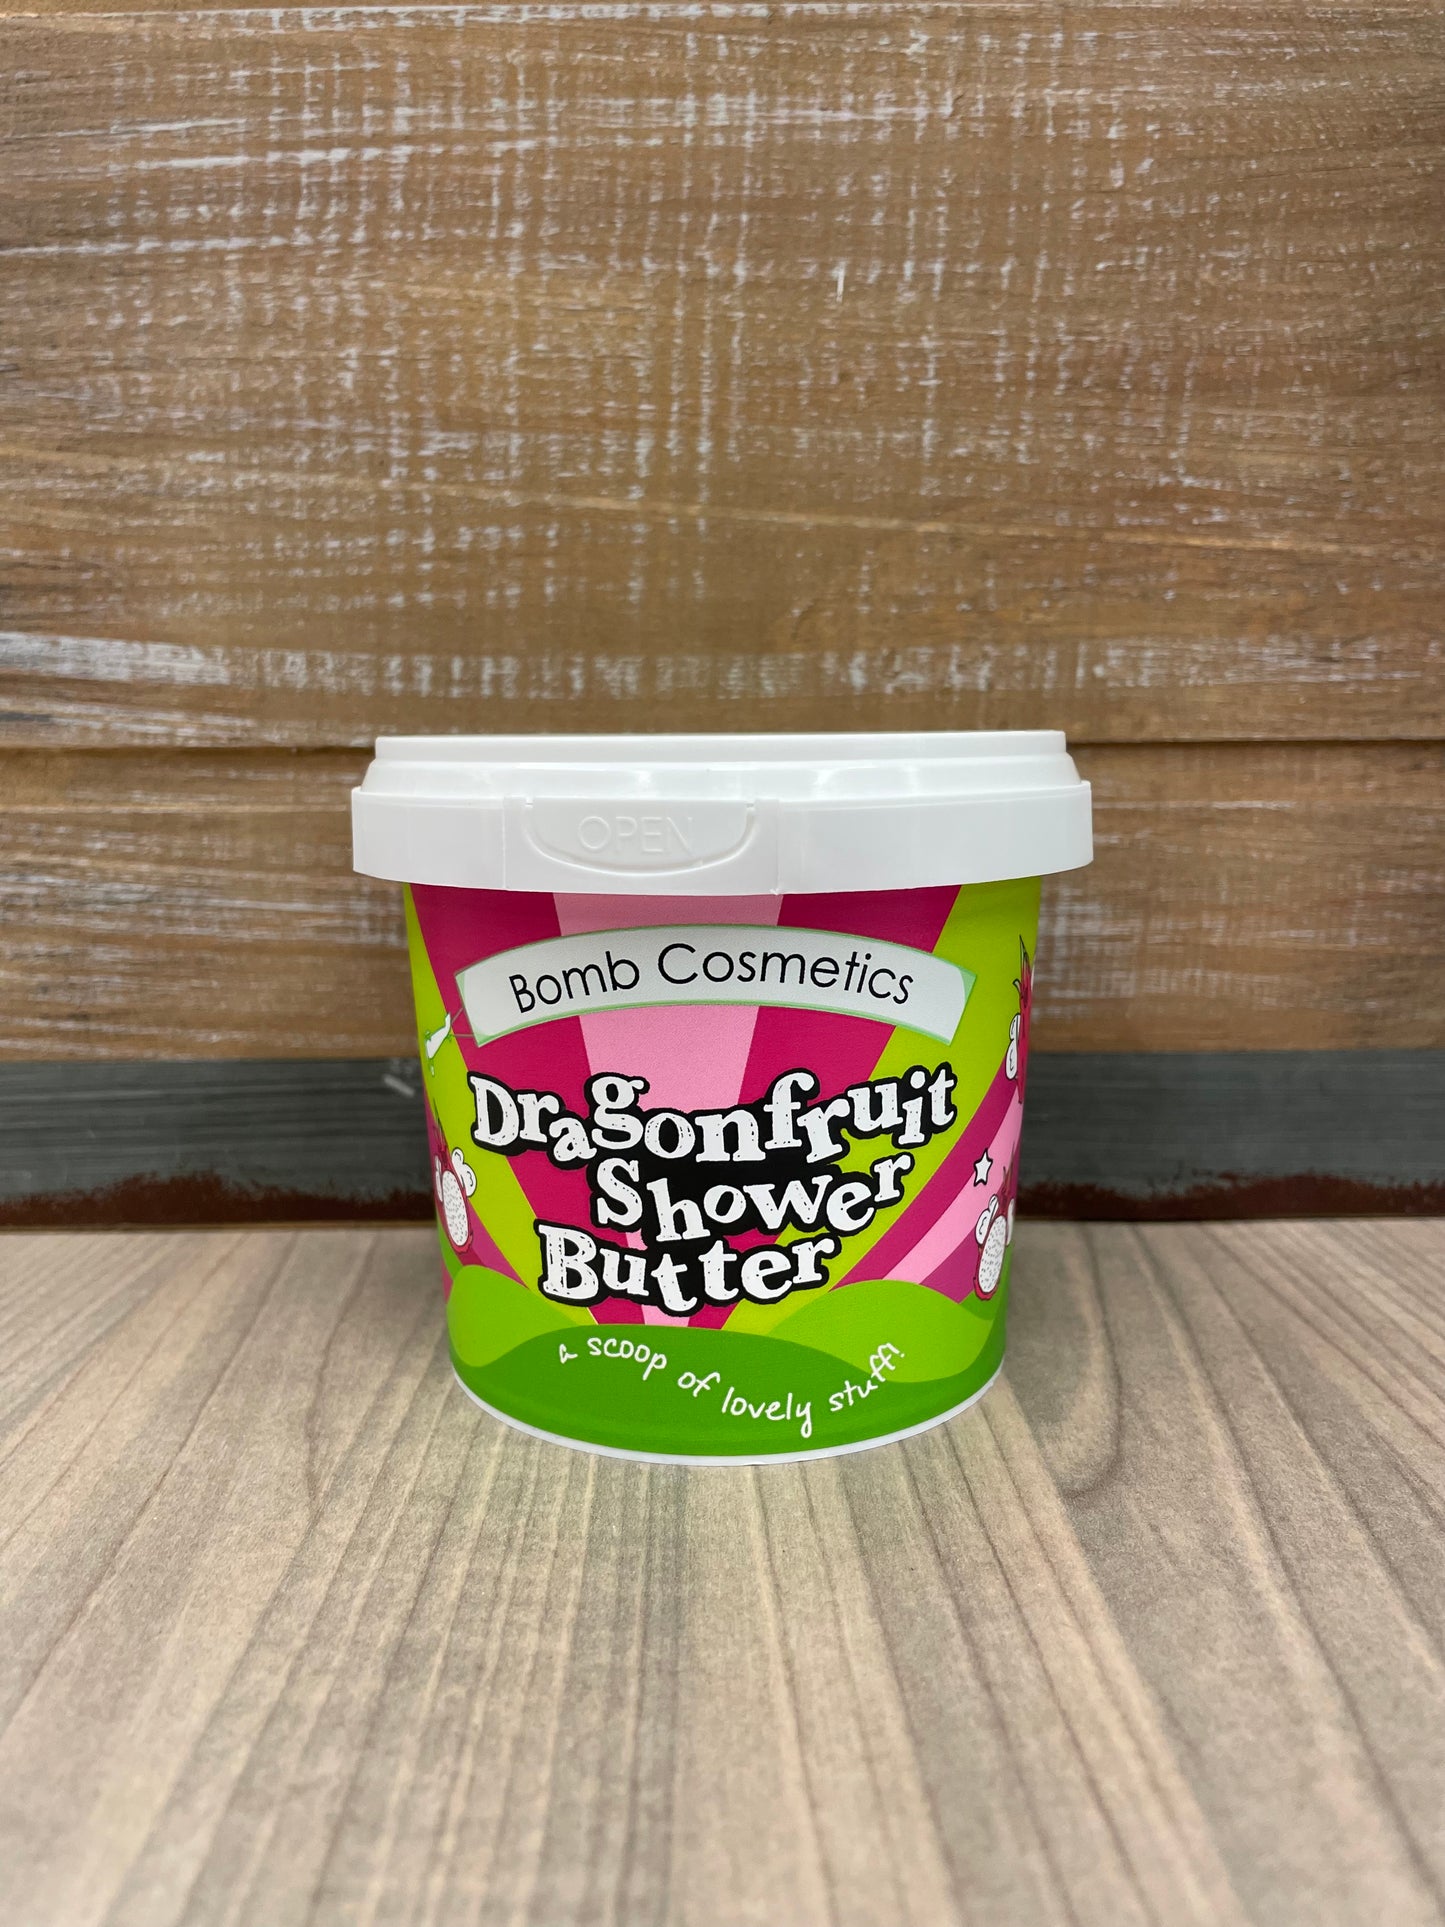 OPEN
Bomb Cosmetics
Dragonfruit
Shower
Butter
a scoop of lovely stuff!